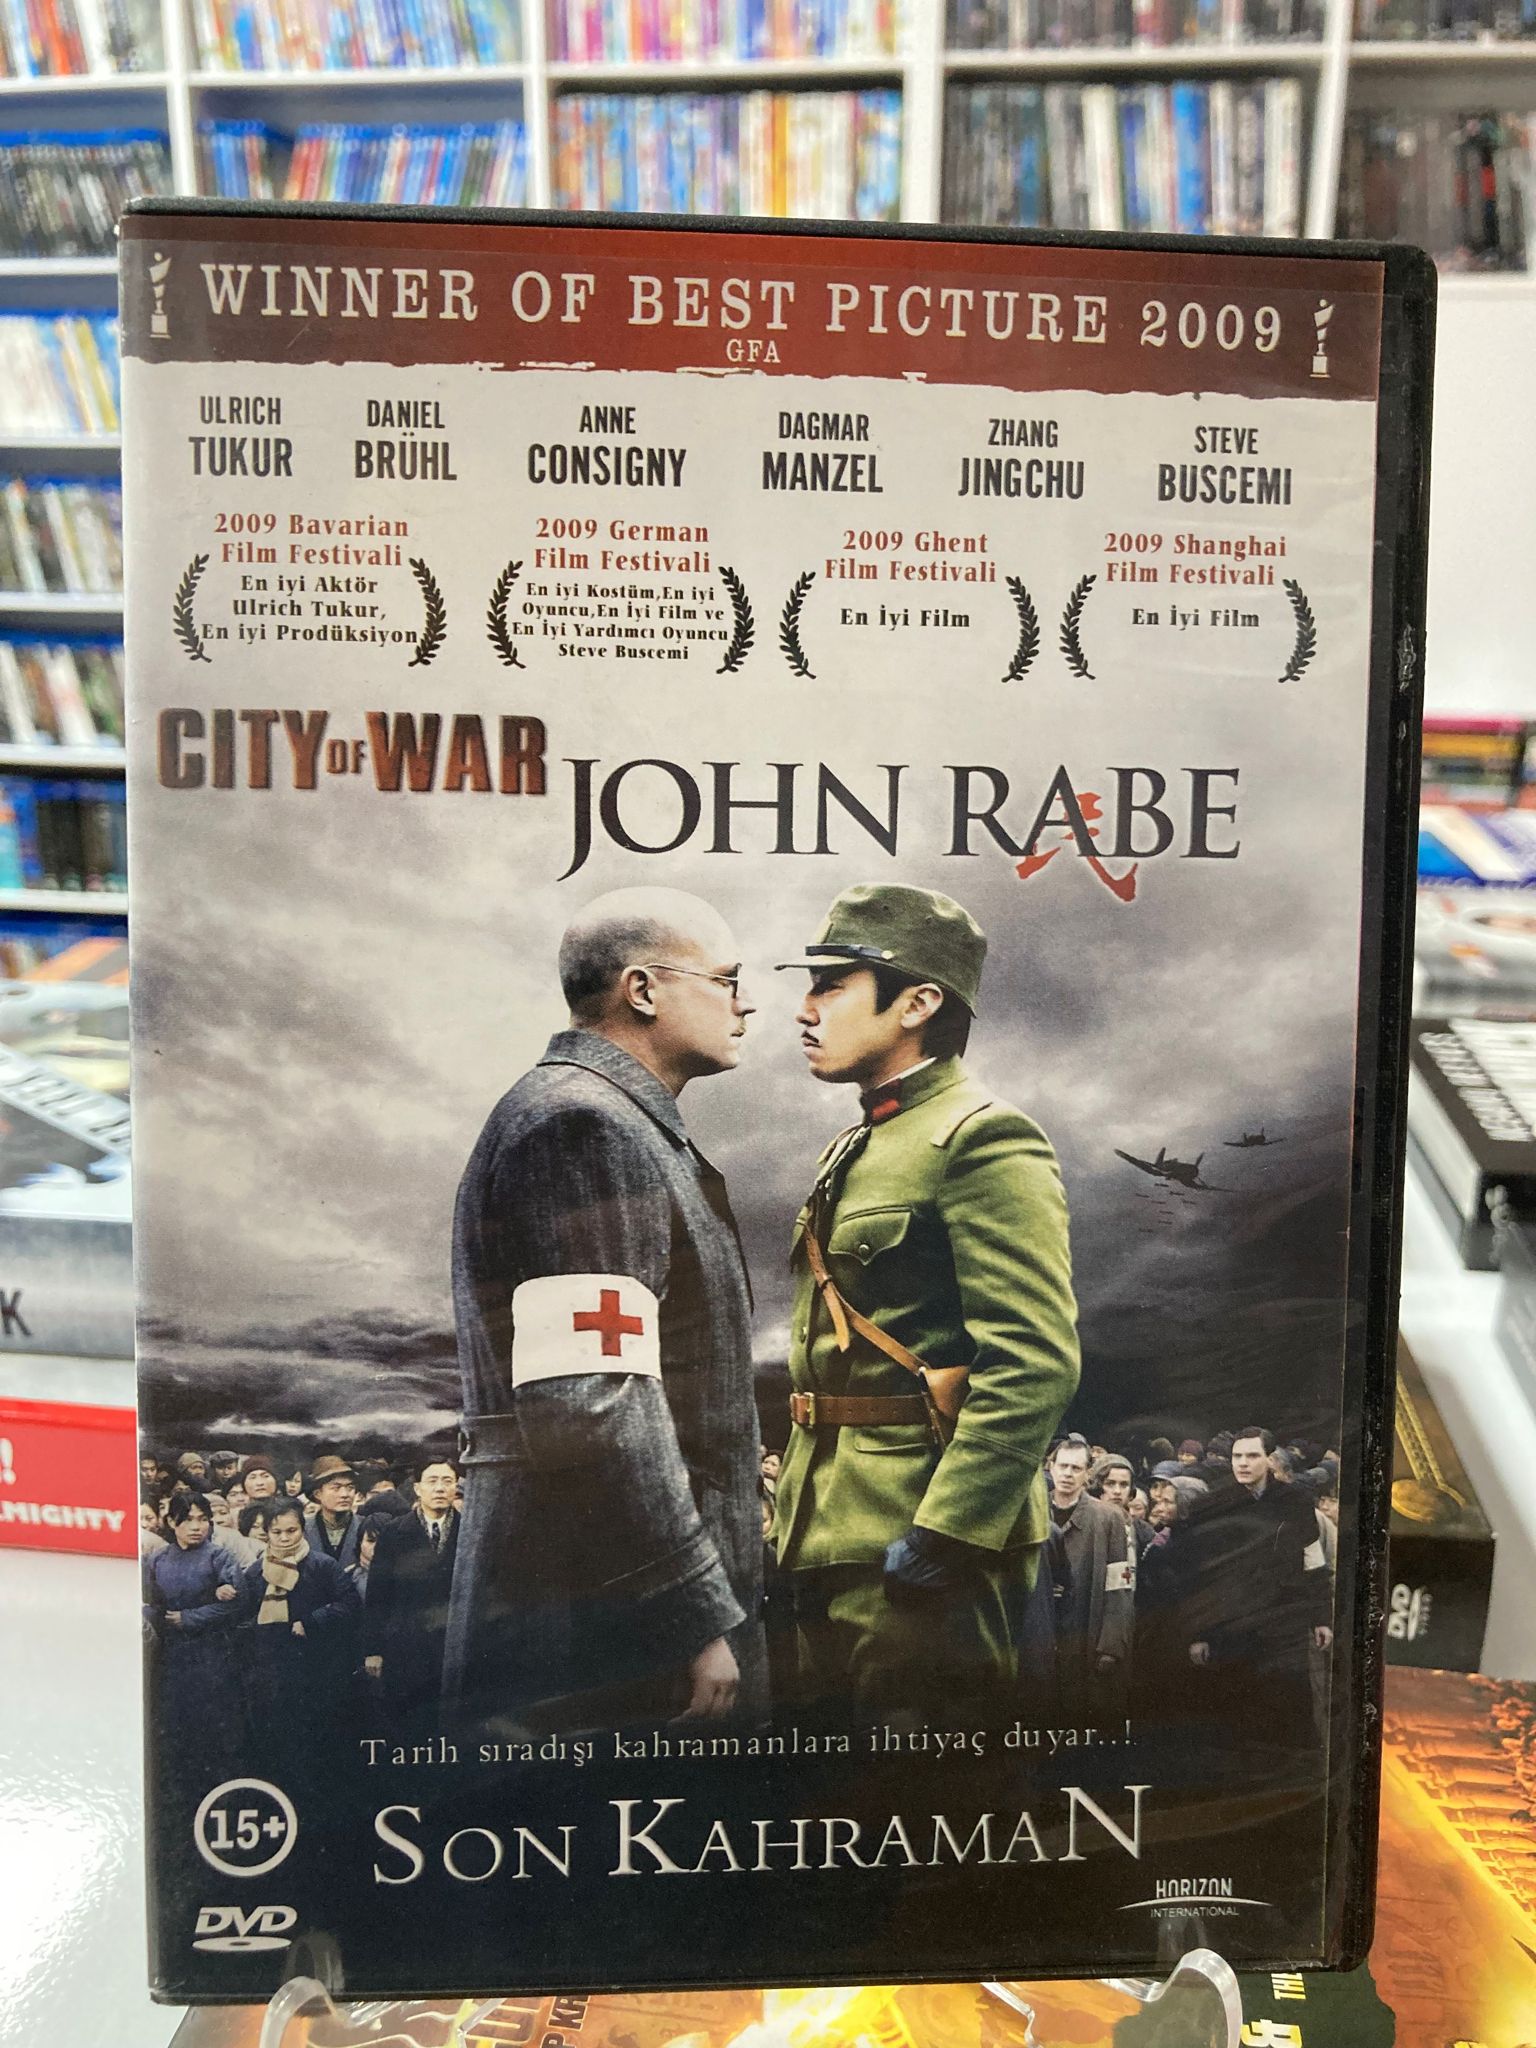 WINNER OF BEST PICTURE 2009
GFA
ULRICH
TUKUR
DANIEL
BRÜHL
ANNE
CONSIGNY
DAGMAR
MANZEL
ZHANG
JINGCHU
STEVE
BUSCEMI
2009 Bavarian
Film Festivali
En iyi Aktör
Ulrich Tukur,
En iyi Prodüksiyon
2009 German
Film Festivali
En iyi Kostüm,En iyi
Oyuncu,En İyi Film ve
En İyi Yardımcı Oyuncu
Steve Buscemi
2009 Ghent
Film Festivali
En İyi Film
2009 Shanghai
Film Festivali
En İyi Film
CITY OF WAR
JOHN RABE
Tarih sıradışı kahramanlara ihtiyaç duyar..!
SON KAHRAMAN
15+
DVD
HORIZON
INTERNATIONAL
K
!
LMIGHTY
DVD
THE